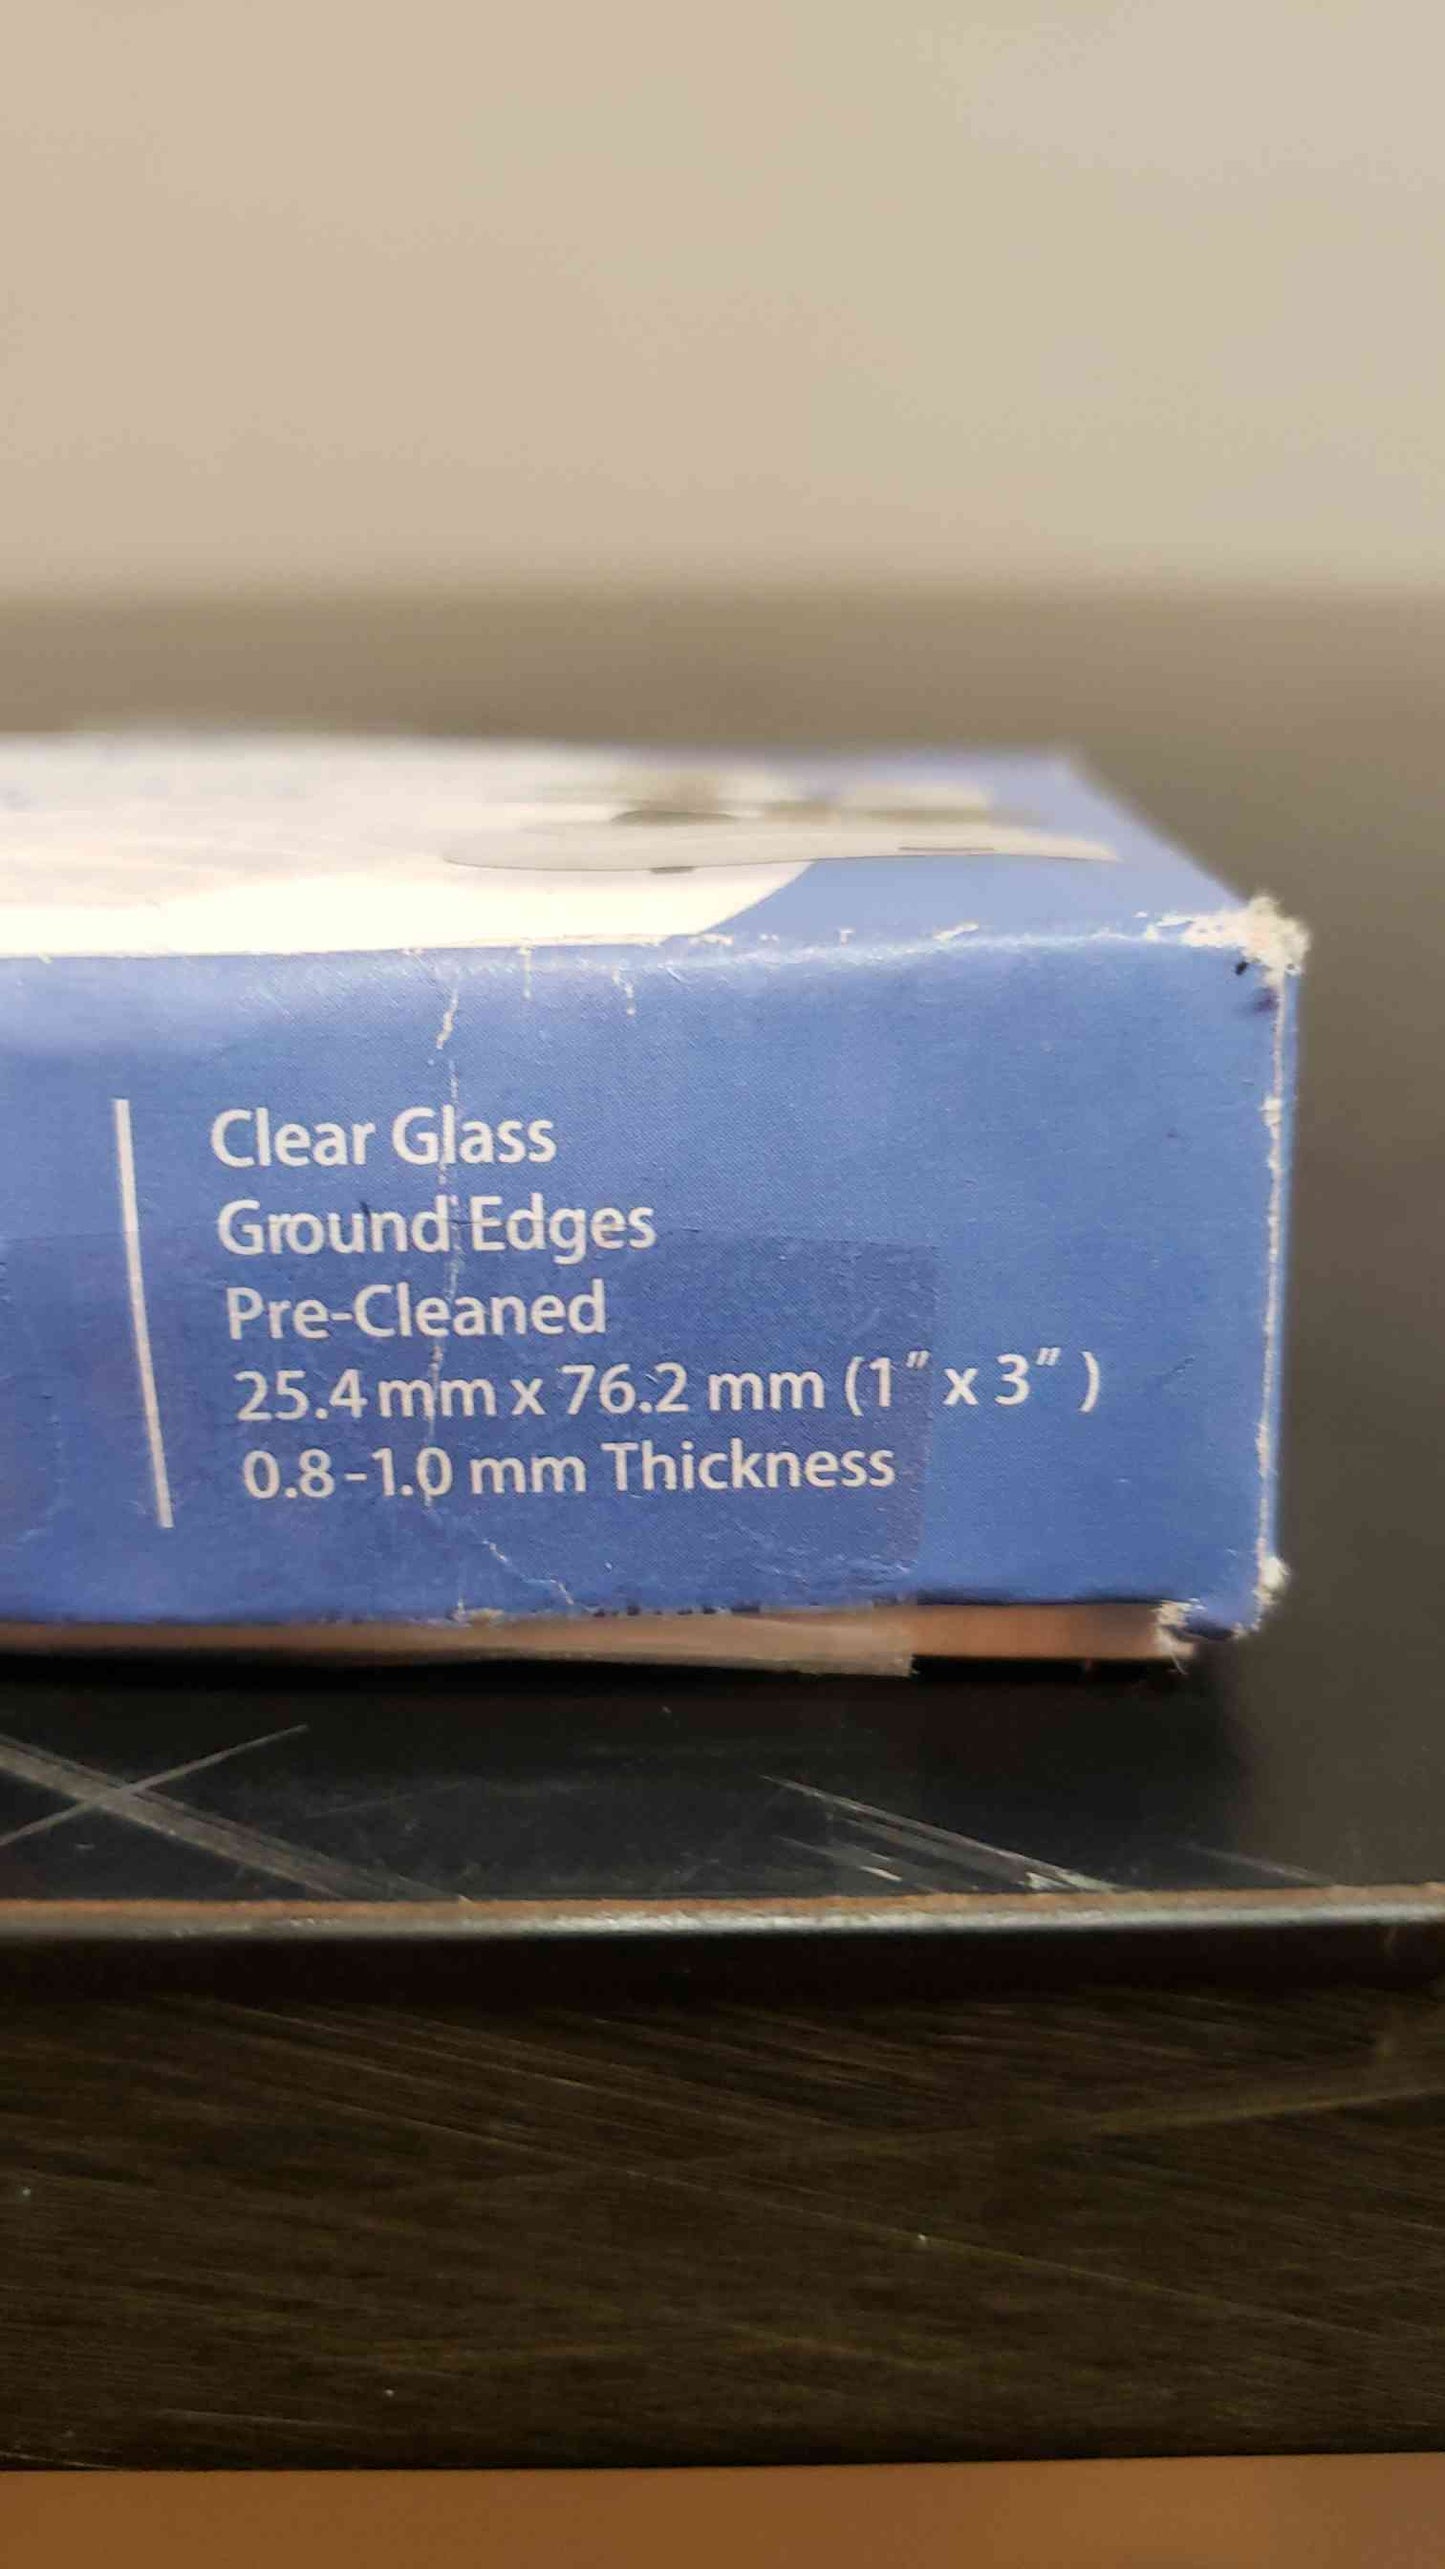 Clear Glass
Ground Edges
Pre-Cleaned
25.4 mm x 76.2 mm (1" x 3" )
0.8-1.0 mm Thickness